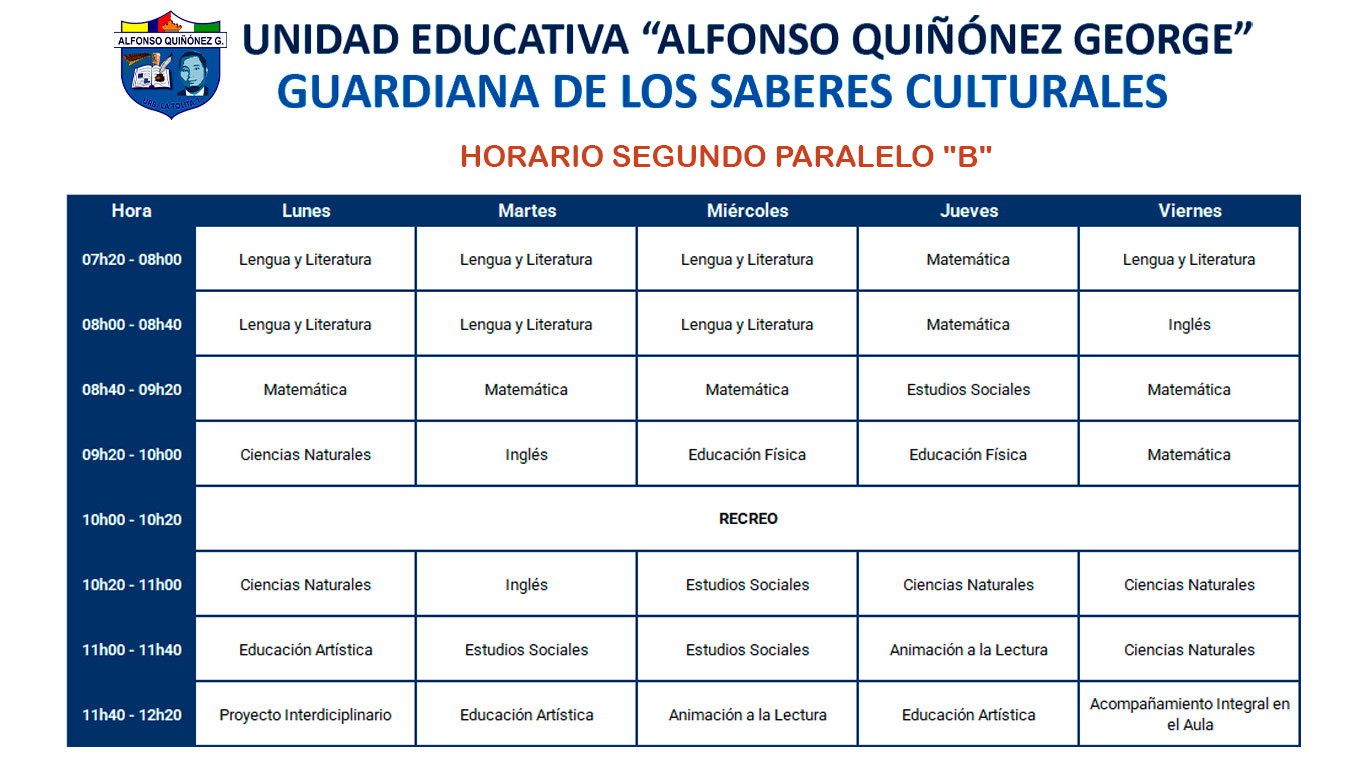 ALFONSO QUIÑÓNEZ G.
UNIDAD EDUCATIVA “ALFONSO QUIÑÓNEZ GEORGE”
GUARDIANA DE LOS SABERES CULTURALES
HORARIO SEGUNDO PARALELO "B"
Hora Lunes Martes Miércoles Jueves Viernes
07h20 - 08h00 Lengua y Literatura Lengua y Literatura Lengua y Literatura Matemática Lengua y Literatura
08h00 - 08h40 Lengua y Literatura Lengua y Literatura Lengua y Literatura Matemática Inglés
08h40 - 09h20 Matemática Matemática Matemática Estudios Sociales Matemática
09h20 - 10h00 Ciencias Naturales Inglés Educación Física Educación Física Matemática
10h00 - 10h20 RECREO
10h20 - 11h00 Ciencias Naturales Inglés Estudios Sociales Ciencias Naturales Ciencias Naturales
11h00 - 11h40 Educación Artística Estudios Sociales Estudios Sociales Animación a la Lectura Ciencias Naturales
11h40 - 12h20 Proyecto Interdiciplinario Educación Artística Animación a la Lectura Educación Artística Acompañamiento Integral en
el Aula